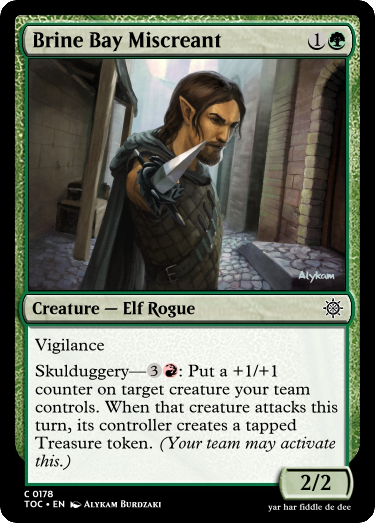 Brine Bay Miscreant 1
Alykam
Creature — Elf Rogue
Vigilance
Skulduggery—3: Put a +1/+1
counter on target creature your team
controls. When that creature attacks this
turn, its controller creates a tapped
Treasure token. (Your team may activate
this.)
2/2
C 0178
TOC • EN Alykam Burdzaki
yar har fiddle de dee